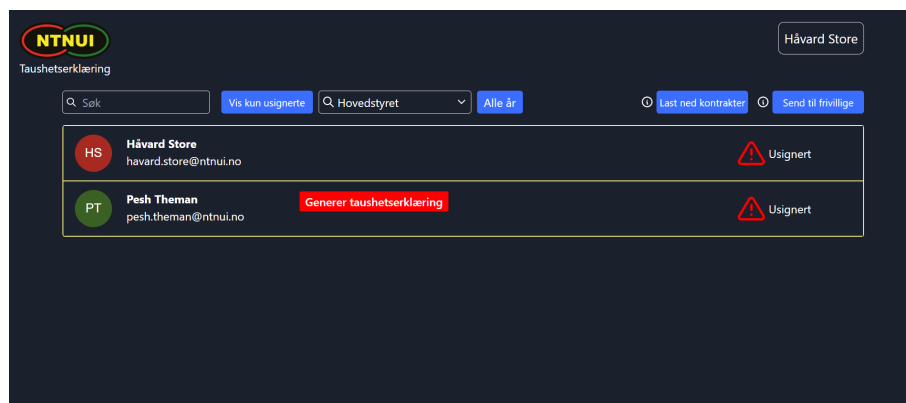 NTNUI
Håvard Store
Taushetserklæring
Søk Vis kun usignerte Hovedstyret Alle år Last ned kontrakter Send til frivillige
HS Håvard Store
havard.store@ntnui.no
Usignert
PT Pesh Theman
pesh.theman@ntnui.no
Generer taushetserklæring
Usignert